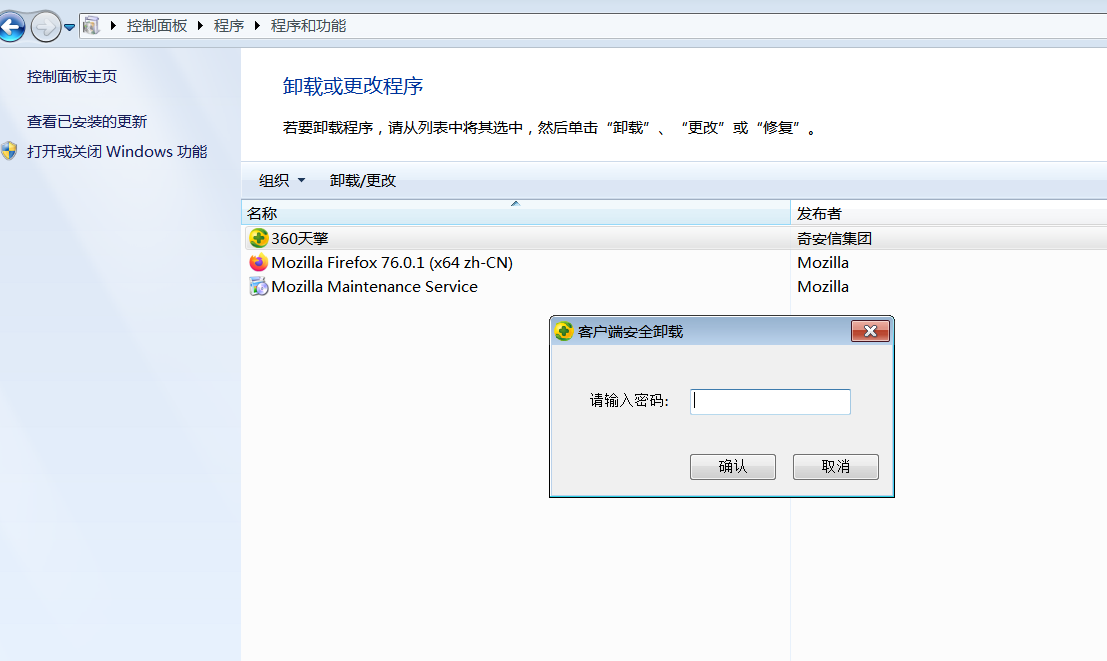 控制面板 程序 程序和功能
控制面板主页
查看已安装的更新
打开或关闭 Windows 功能
卸载或更改程序
若要卸载程序，请从列表中将其选中，然后单击“卸载”、“更改”或“修复”。
组织 卸载/更改
名称 发布者
360天擎 奇安信集团
Mozilla Firefox 76.0.1 (x64 zh-CN) Mozilla
Mozilla Maintenance Service Mozilla
客户端安全卸载
请输入密码:
确认 取消